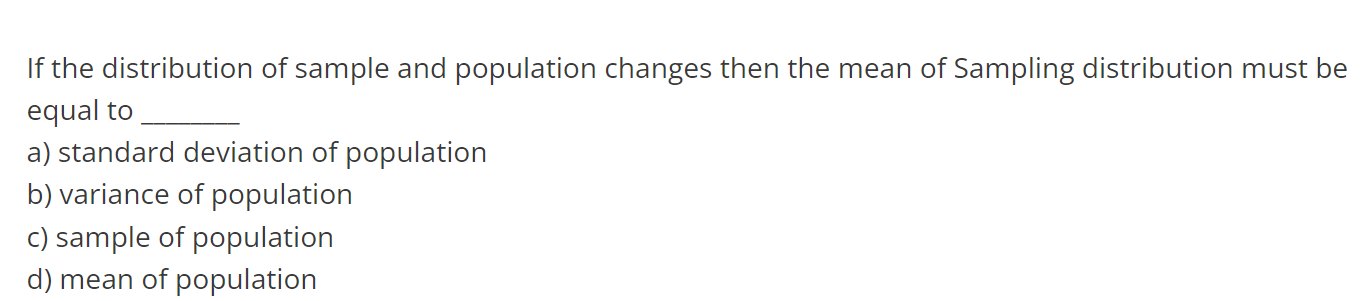 If the distribution of sample and population changes then the mean of Sampling distribution must be
equal to ________
a) standard deviation of population
b) variance of population
c) sample of population
d) mean of population